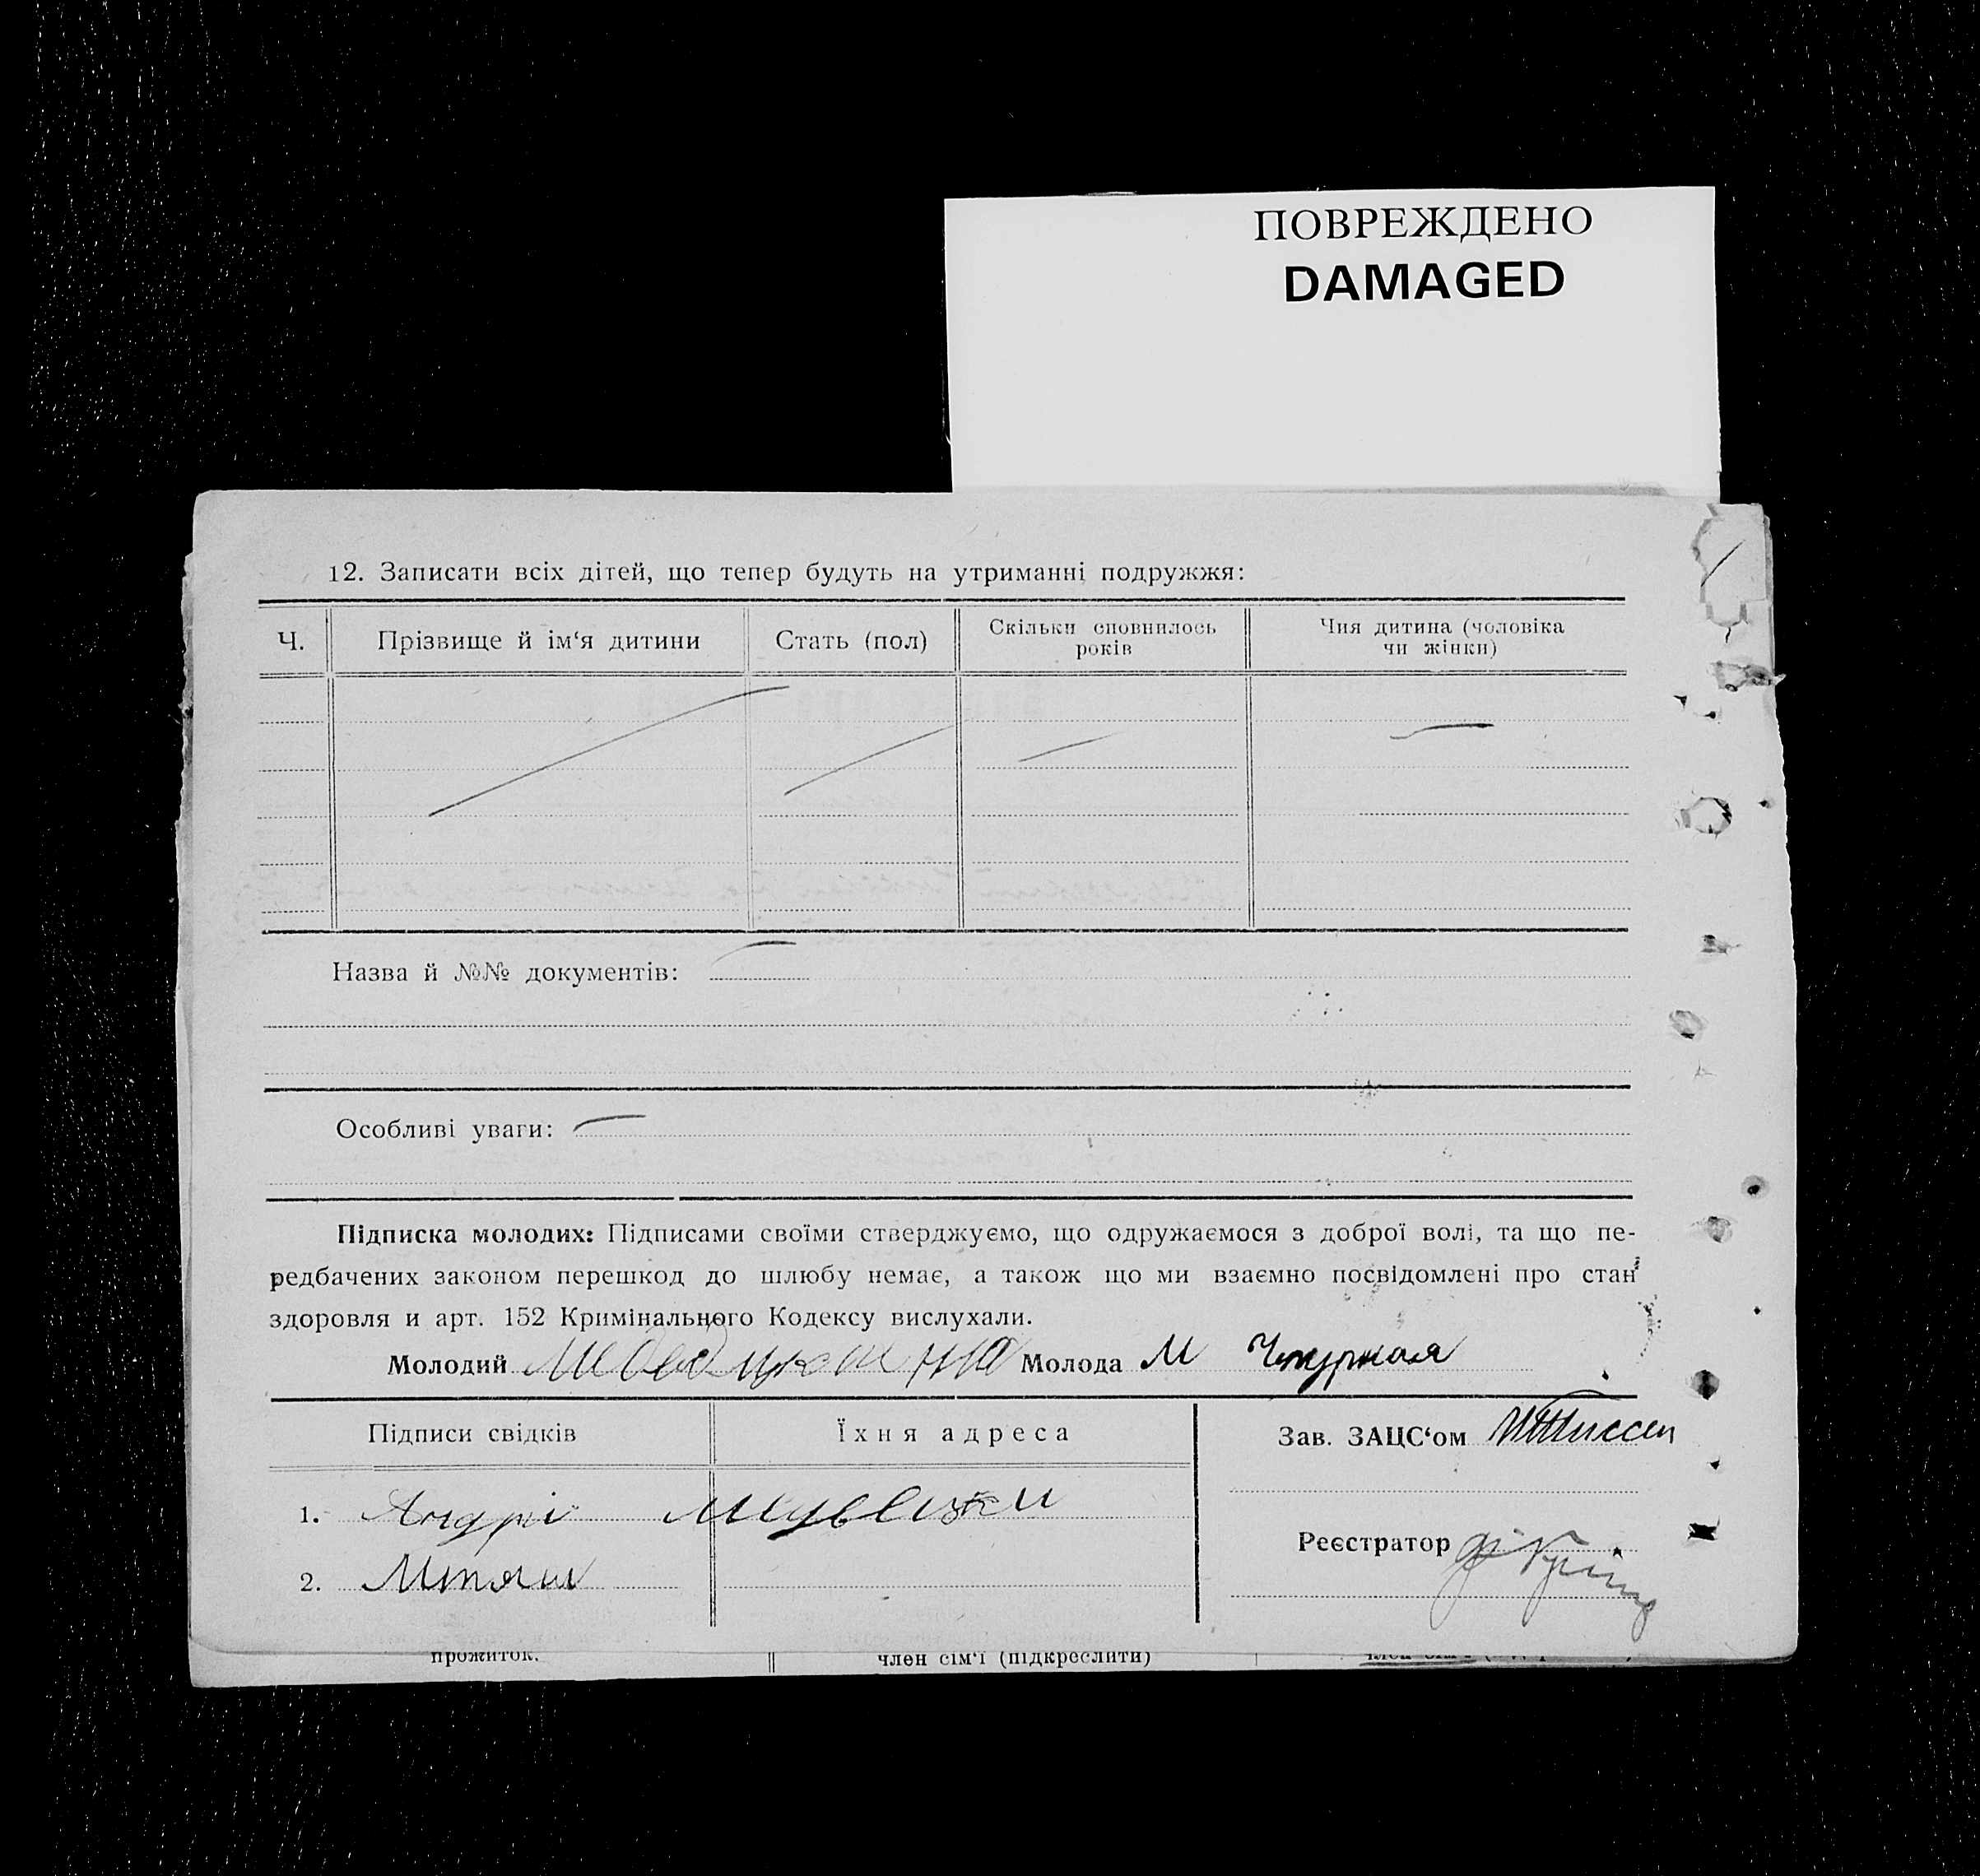 ПОВРЕЖДЕНО
DAMAGED
12. Записати всіх дітей, що тепер будуть на утриманні подружжя:
Ч. Прізвище й ім‘я дитини Стать (пол) Скільки сповнилось років Чия дитина (чоловіка чи жінки)
Назва й №№ документів:
Особливі уваги:
Підписка молодих: Підписами своїми стверджуємо, що одружаємося з доброї волі, та що пе-
редбачених законом перешкод до шлюбу немає, а також що ми взаємно посвідомлені про стан
здоровля и арт. 152 Кримінального Кодексу вислухали.
Молодий Молода М
Підписи свідків Їхня адреса Зав. ЗАЦС‘ом
1. Андрій
Реєстратор
2.
прожиток. член сім‘ї (підкреслити)